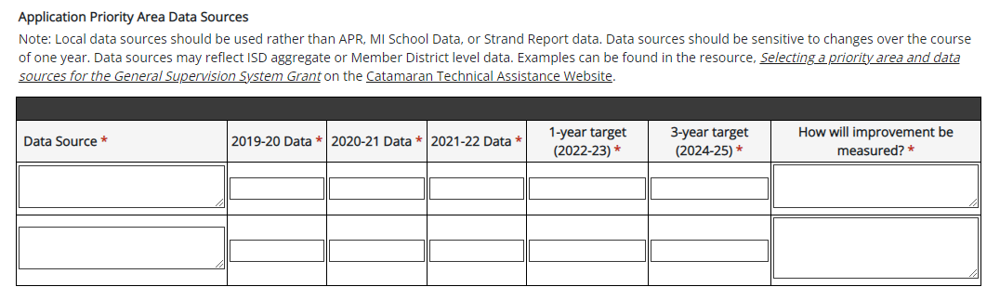 Application Priority Area Data Sources
Note: Local data sources should be used rather than APR, MI School Data, or Strand Report data. Data sources should be sensitive to changes over the course
of one year. Data sources may reflect ISD aggregate or Member District level data. Examples can be found in the resource, Selecting a priority area and data
sources for the General Supervision System Grant on the Catamaran Technical Assistance Website.
Data Source * 2019-20 Data * 2020-21 Data * 2021-22 Data * 1-year target (2022-23) * 3-year target (2024-25) * How will improvement be measured? *